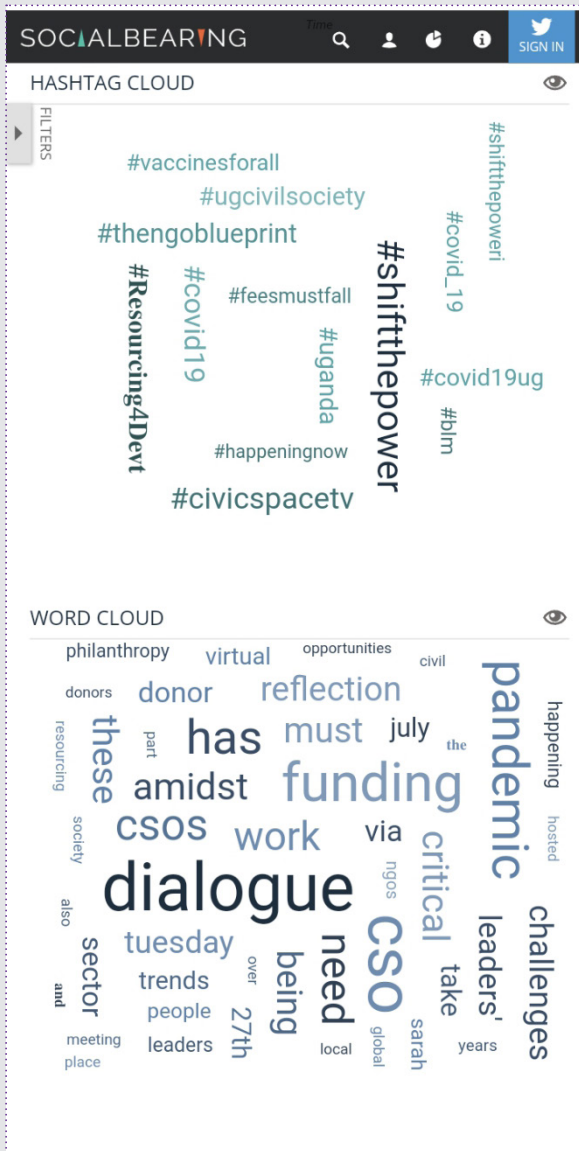 Time
SOCIALBEARING
SIGN IN
HASHTAG CLOUD
FILTERS
#shiftthepoweri
#vaccinesforall
#ugcivilsociety
#covid_19
#thengoblueprint
#shiftthepower
#Resourcing4Devt
#covid19
#feesmustfall
#uganda
#covid19ug
#blm
#happeningnow
#civicspacetv
WORD CLOUD
philanthropy
virtual
opportunities
civil
pandemic
donors
donor
reflection
happening
resourcing
these
part
has
must
july
the
amidst
funding
society
csos
work
via
critical
hosted
dialogue
ngos
also
cso
leaders'
challenges
sector
tuesday
over
being
need
take
and
trends
people
27th
meeting
leaders
local
global
sarah
years
place